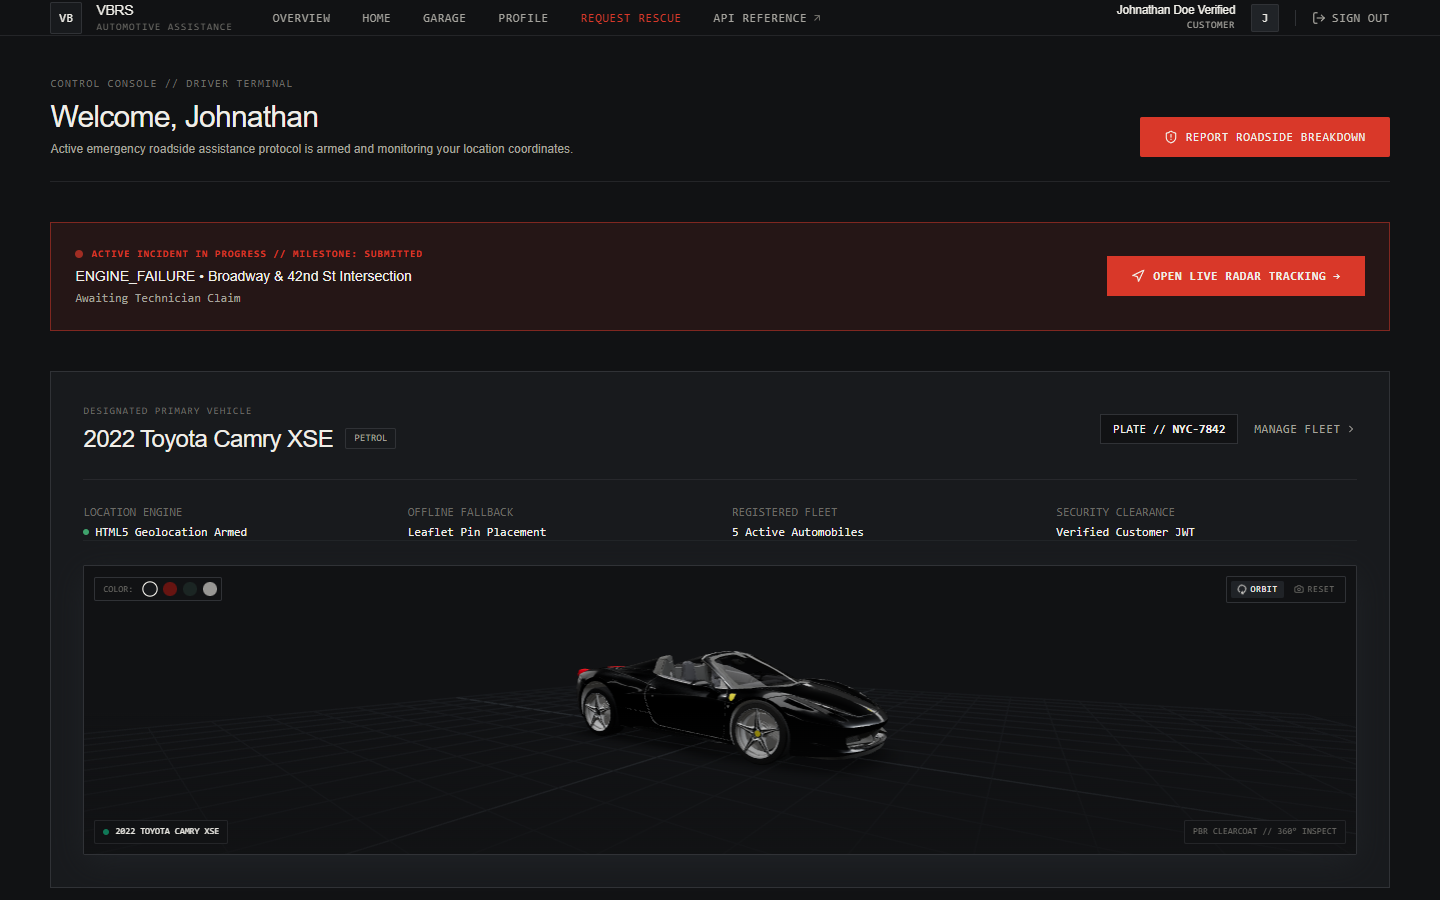 VB
VBRS
AUTOMOTIVE ASSISTANCE
OVERVIEW
HOME
GARAGE
PROFILE
REQUEST RESCUE
API REFERENCE ↗
Johnathan Doe Verified
CUSTOMER
J
SIGN OUT
CONTROL CONSOLE // DRIVER TERMINAL
Welcome, Johnathan
Active emergency roadside assistance protocol is armed and monitoring your location coordinates.
REPORT ROADSIDE BREAKDOWN
ACTIVE INCIDENT IN PROGRESS // MILESTONE: SUBMITTED
ENGINE_FAILURE • Broadway & 42nd St Intersection
Awaiting Technician Claim
OPEN LIVE RADAR TRACKING →
DESIGNATED PRIMARY VEHICLE
2022 Toyota Camry XSE
PETROL
PLATE // NYC-7842
MANAGE FLEET >
LOCATION ENGINE
HTML5 Geolocation Armed
OFFLINE FALLBACK
Leaflet Pin Placement
REGISTERED FLEET
5 Active Automobiles
SECURITY CLEARANCE
Verified Customer JWT
COLOR:
ORBIT
RESET
2022 TOYOTA CAMRY XSE
PBR CLEARCOAT // 360° INSPECT